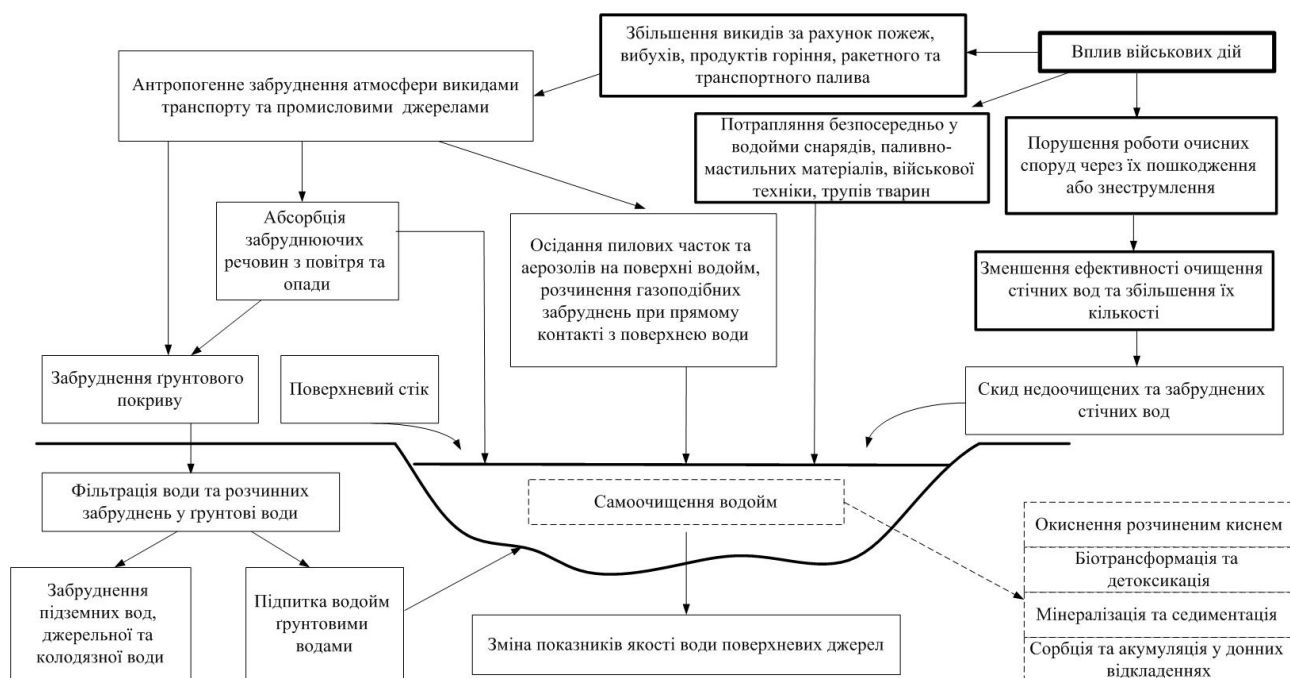 Збільшення викидів за рахунок пожеж,
вибухів, продуктів горіння, ракетного та
транспортного палива
Вплив військових дій
Антропогенне забруднення атмосфери викидами
транспорту та промисловими джерелами
Потрапляння безпосередньо у
водойми снарядів, паливно-
мастильних матеріалів, військової
техніки, трупів тварин
Порушення роботи очисних
споруд через їх пошкодження
або знеструмлення
Абсорбція
забруднюючих
речовин з повітря та
опади
Осідання пилових часток та
аерозолів на поверхні водойм,
розчинення газоподібних
забруднень при прямому
контакті з поверхнею води
Зменшення ефективності очищення
стічних вод та збільшення їх
кількості
Забруднення ґрунтового
покриву
Поверхневий стік
Скид недоочищених та забруднених
стічних вод
Фільтрація води та розчинних
забруднень у ґрунтові води
Самоочищення водойм
Окиснення розчиненим киснем
Біотрансформація та
детоксикація
Мінералізація та седиментація
Сорбція та акумуляція у донних
відкладеннях
Забруднення
підземних вод,
джерельної та
колодязної води
Підпитка водойм
ґрунтовими
водами
Зміна показників якості води поверхневих джерел